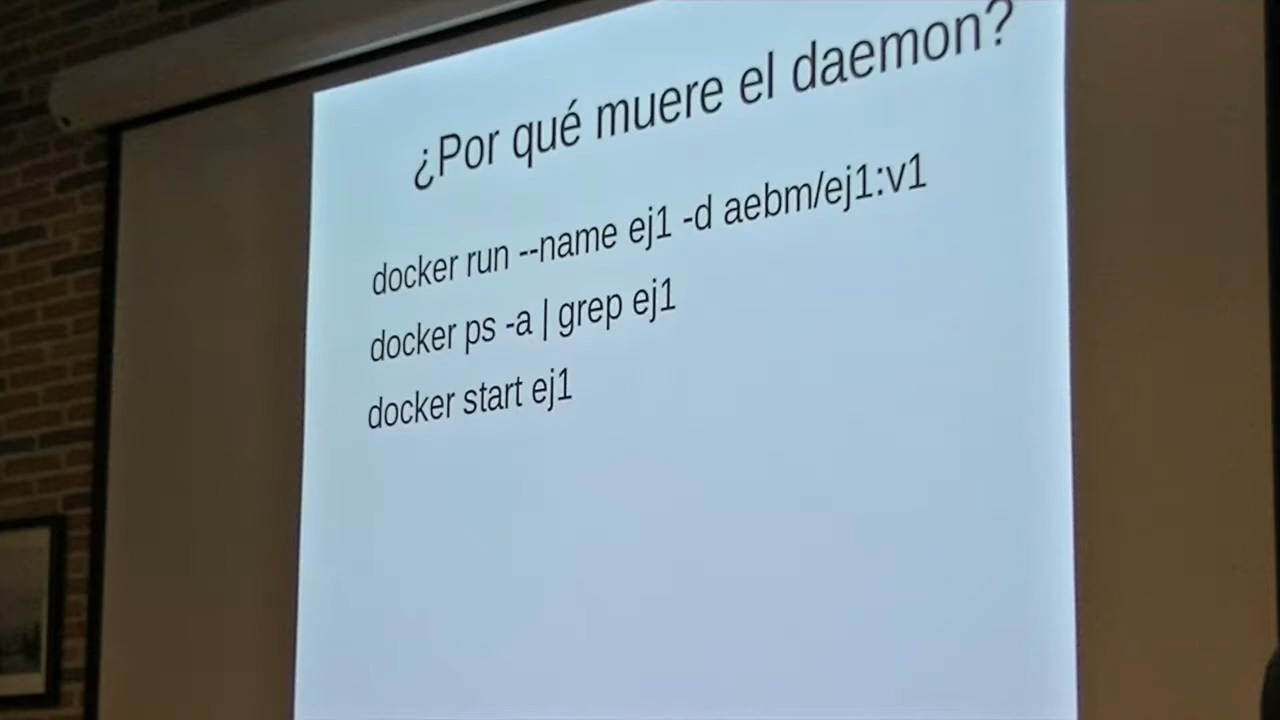 ¿Por qué muere el daemon?
docker run --name ej1 -d aebm/ej1:v1
docker ps -a | grep ej1
docker start ej1